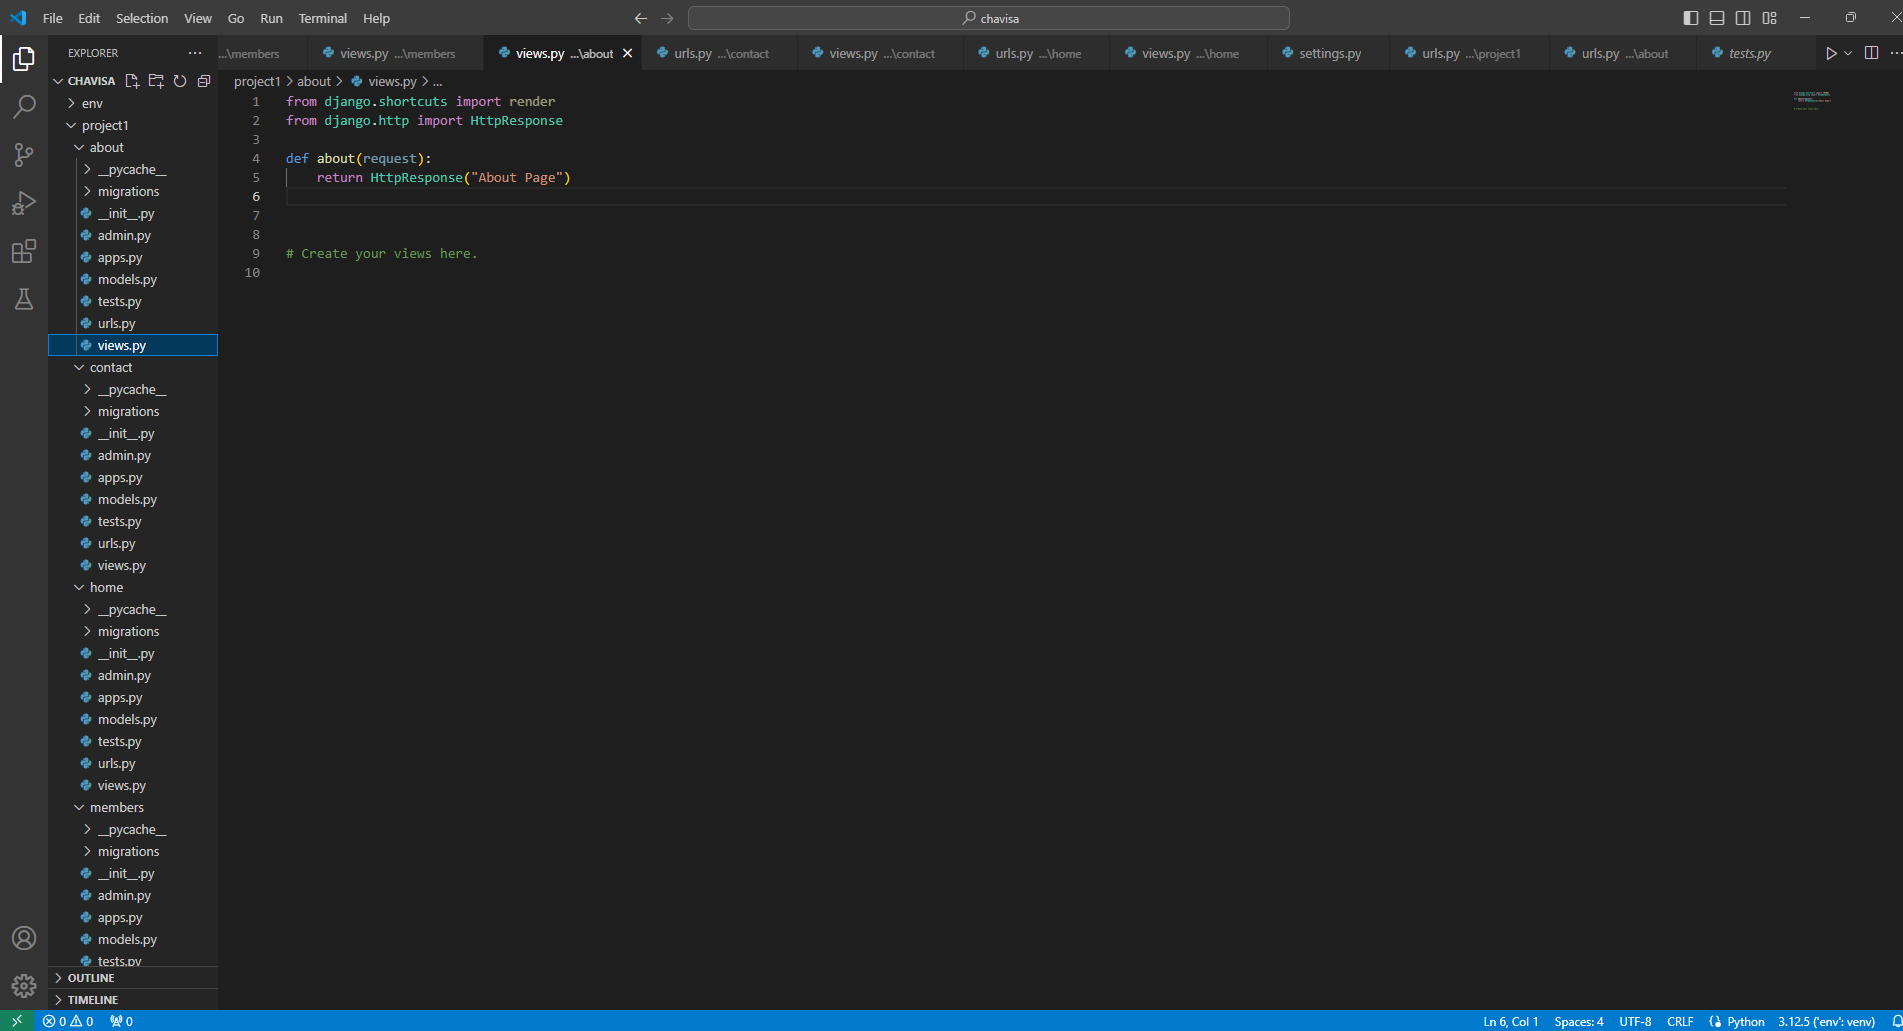 File Edit Selection View Go Run Terminal Help
chavisa
EXPLORER
...\members
views.py ...\members
views.py ...\about
urls.py ...\contact
views.py ...\contact
urls.py ...\home
views.py ...\home
settings.py
urls.py ...\project1
urls.py ...\about
tests.py
CHAVISA
env
project1
about
__pycache__
migrations
__init__.py
admin.py
apps.py
models.py
tests.py
urls.py
views.py
contact
__pycache__
migrations
__init__.py
admin.py
apps.py
models.py
tests.py
urls.py
views.py
home
__pycache__
migrations
__init__.py
admin.py
apps.py
models.py
tests.py
urls.py
views.py
members
__pycache__
migrations
__init__.py
admin.py
apps.py
models.py
tests.py
OUTLINE
TIMELINE
project1 > about > views.py > ...
1 from django.shortcuts import render
2 from django.http import HttpResponse
3
4 def about(request):
5 return HttpResponse("About Page")
6
7
8
9 # Create your views here.
10
0 0 0
Ln 6, Col 1 Spaces: 4 UTF-8 CRLF Python 3.12.5 ('env': venv)